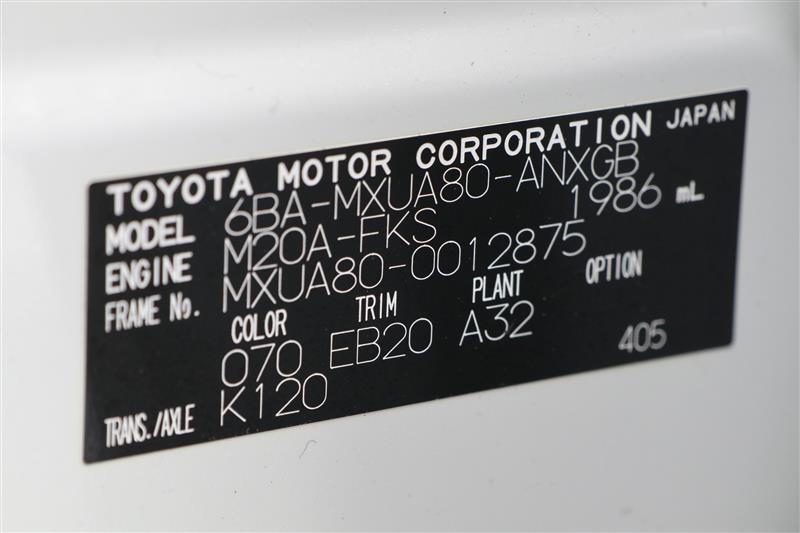 TOYOTA MOTOR CORPORATION JAPAN
MODEL 6BA-MXUA80-ANXGB
ENGINE M20A-FKS 1986 mL
FRAME No. MXUA80-0012875
COLOR TRIM PLANT OPTION
070 EB20 A32
TRANS./AXLE K120 405